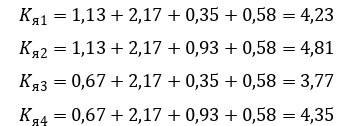 Kя1 = 1,13 + 2,17 + 0,35 + 0,58 = 4,23
Kя2 = 1,13 + 2,17 + 0,93 + 0,58 = 4,81
Kя3 = 0,67 + 2,17 + 0,35 + 0,58 = 3,77
Kя4 = 0,67 + 2,17 + 0,93 + 0,58 = 4,35